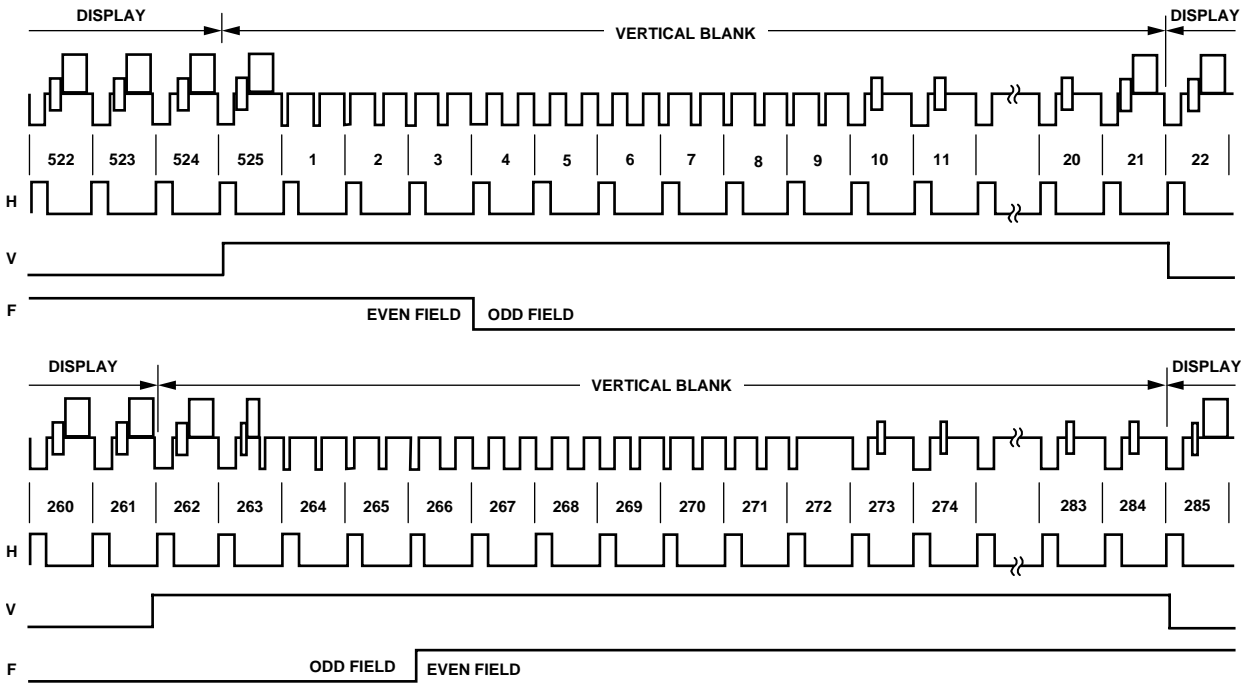 DISPLAY VERTICAL BLANK DISPLAY
522 523 524 525 1 2 3 4 5 6 7 8 9 10 11 20 21 22
H
V
F EVEN FIELD ODD FIELD
DISPLAY VERTICAL BLANK DISPLAY
260 261 262 263 264 265 266 267 268 269 270 271 272 273 274 283 284 285
H
V
F ODD FIELD EVEN FIELD